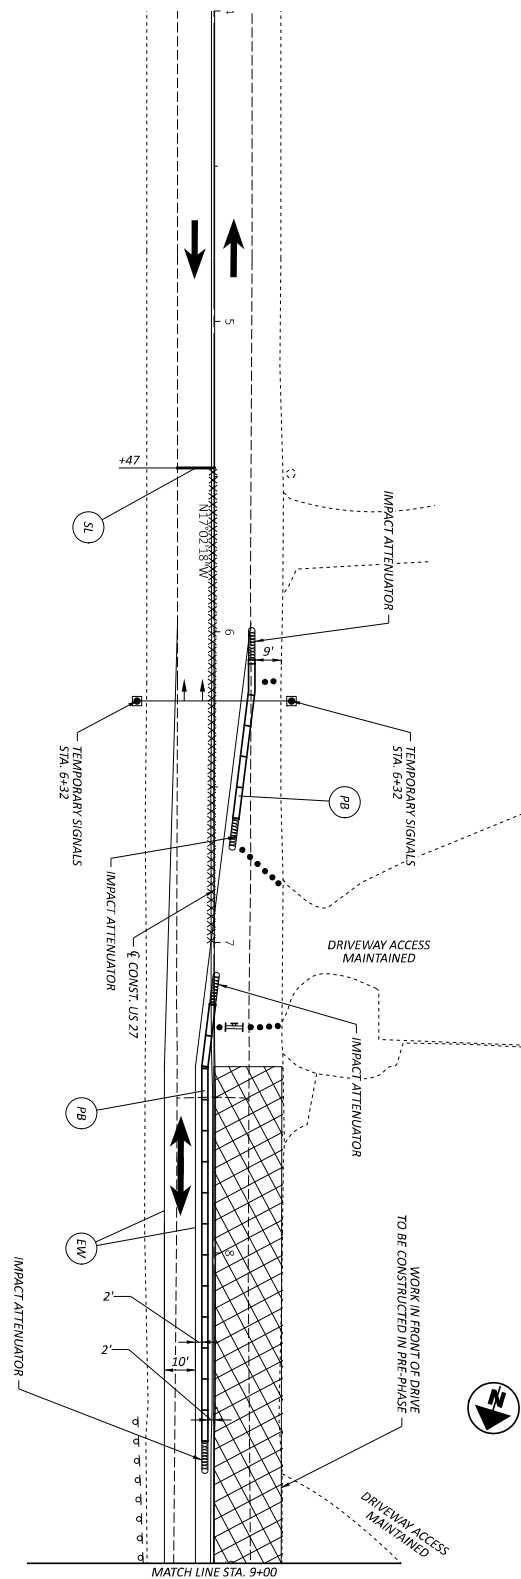 4
5
+47
SL
N17°02'18"W
IMPACT ATTENUATOR
6
9'
TEMPORARY SIGNALS
STA. 6+32
TEMPORARY SIGNALS
STA. 6+32
PB
IMPACT ATTENUATOR
℄ CONST. US 27
7
DRIVEWAY ACCESS
MAINTAINED
IMPACT ATTENUATOR
PB
EW
8
WORK IN FRONT OF DRIVE
TO BE CONSTRUCTED IN PRE-PHASE
IMPACT ATTENUATOR
2'
2'
10'
N
DRIVEWAY ACCESS
MAINTAINED
MATCH LINE STA. 9+00